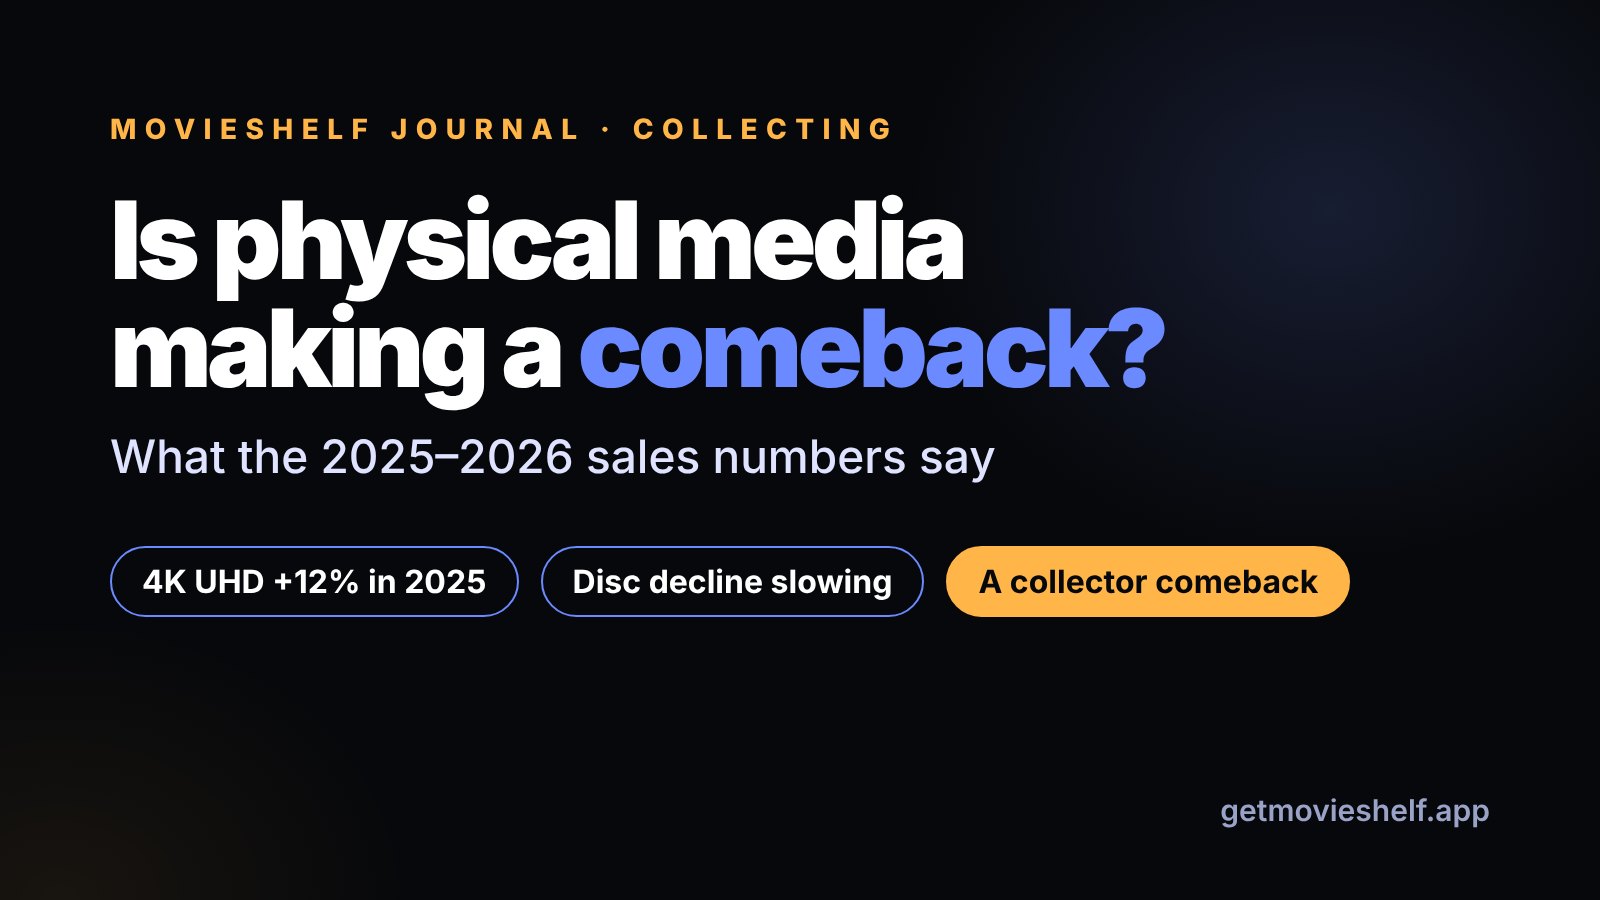 MOVIESHELF JOURNAL · COLLECTING
Is physical media
making a comeback?
What the 2025–2026 sales numbers say
4K UHD +12% in 2025
Disc decline slowing
A collector comeback
getmovieshelf.app